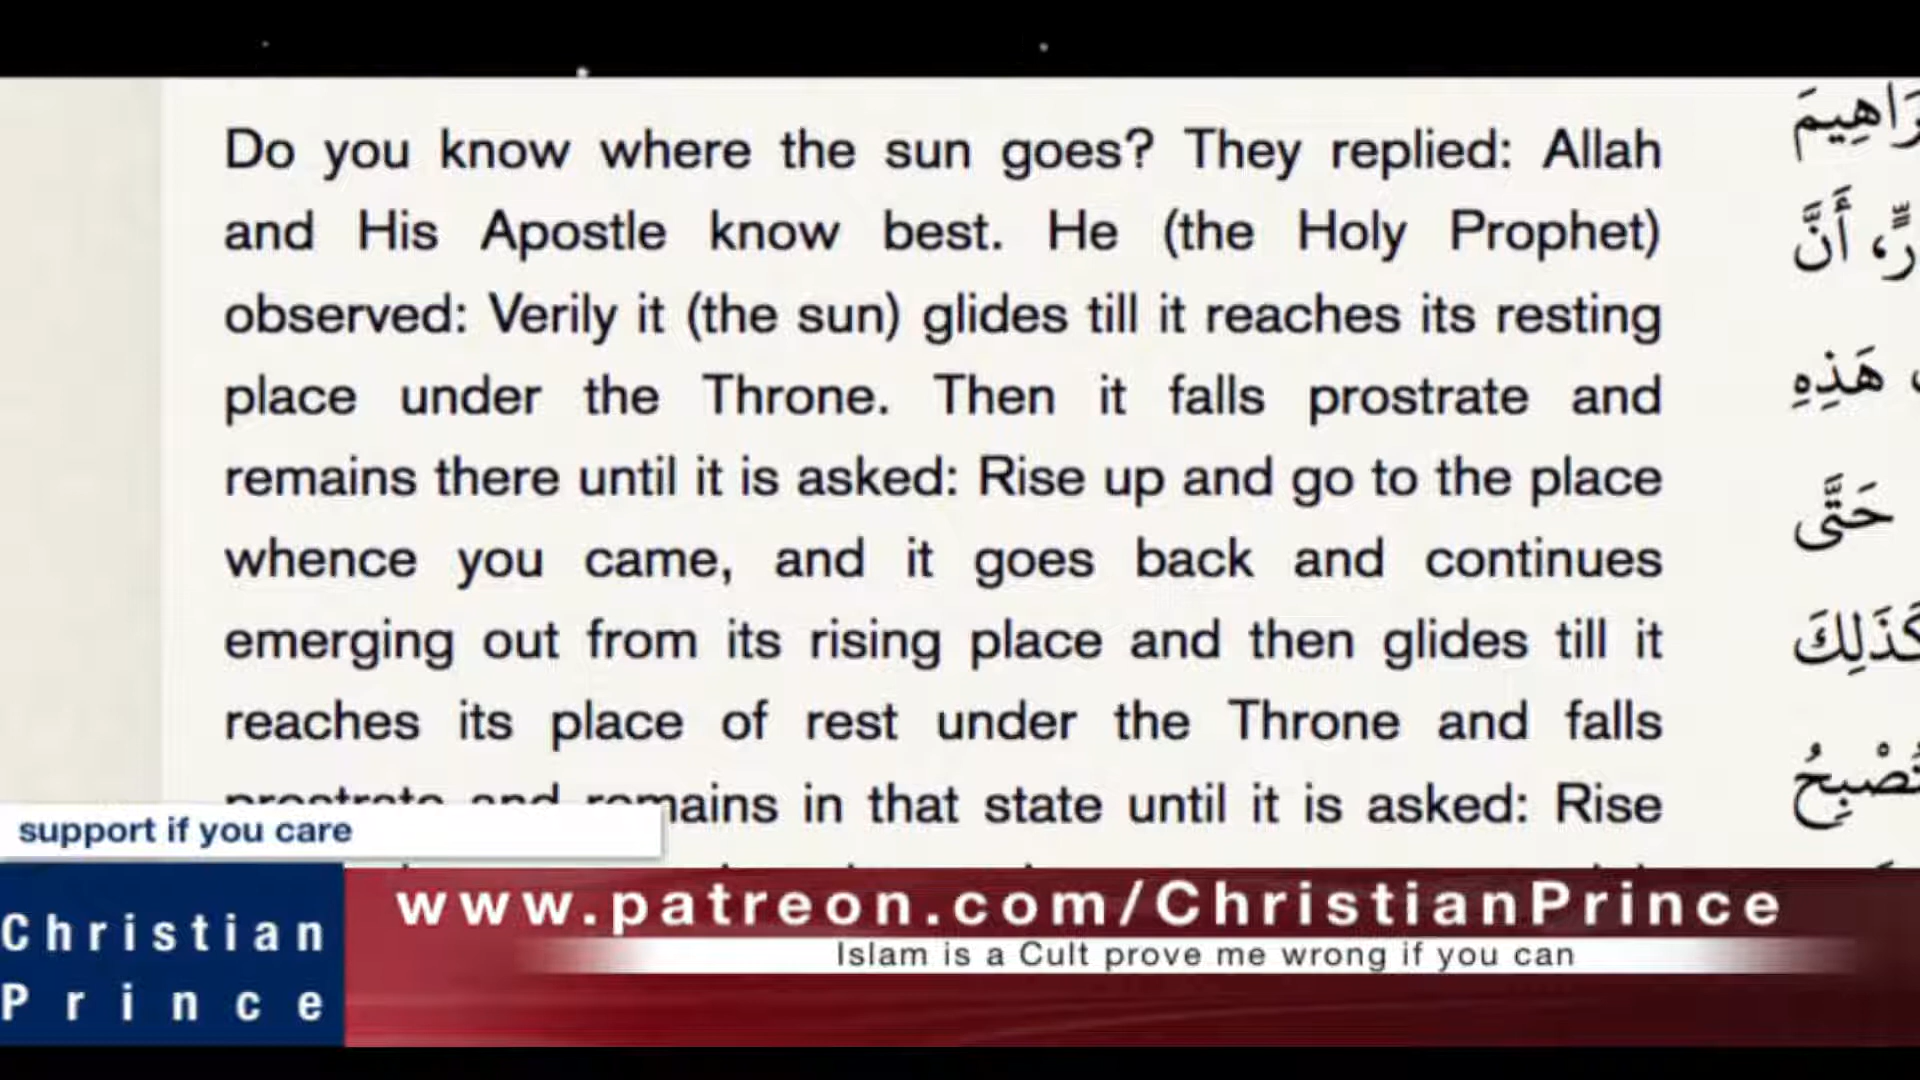 Do you know where the sun goes? They replied: Allah
and His Apostle know best. He (the Holy Prophet)
observed: Verily it (the sun) glides till it reaches its resting
place under the Throne. Then it falls prostrate and
remains there until it is asked: Rise up and go to the place
whence you came, and it goes back and continues
emerging out from its rising place and then glides till it
reaches its place of rest under the Throne and falls
prostrate and remains in that state until it is asked: Rise
هَذِهِ
حَتَّى
support if you care
Christian
Prince
www.patreon.com/ChristianPrince
Islam is a Cult prove me wrong if you can